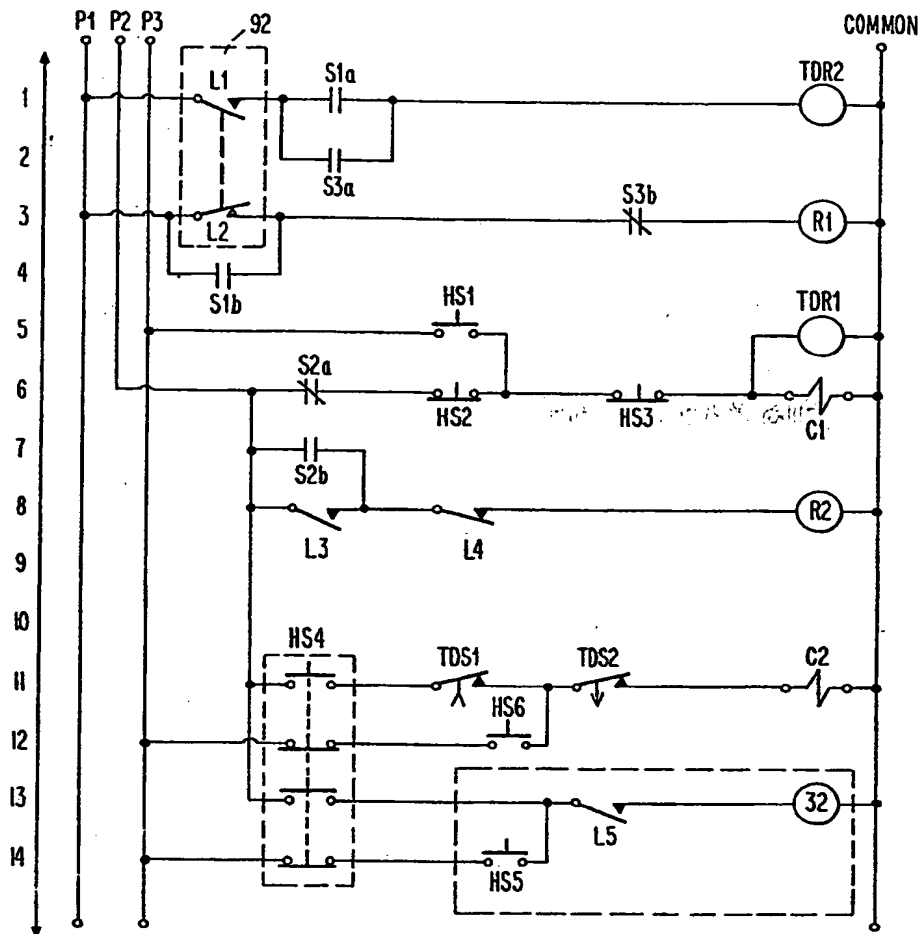 P1 P2 P3 92 COMMON
L1 S1a TDR2
1
2
S3a
3 S3b
L2 R1
4
S1b HS1 TDR1
5
S2a
6
HS2 HS3 C1
7
S2b
8 R2
L3 L4
9
10
HS4
TDS1 TDS2 C2
11
HS6
12
13 32
L5
14
HS5